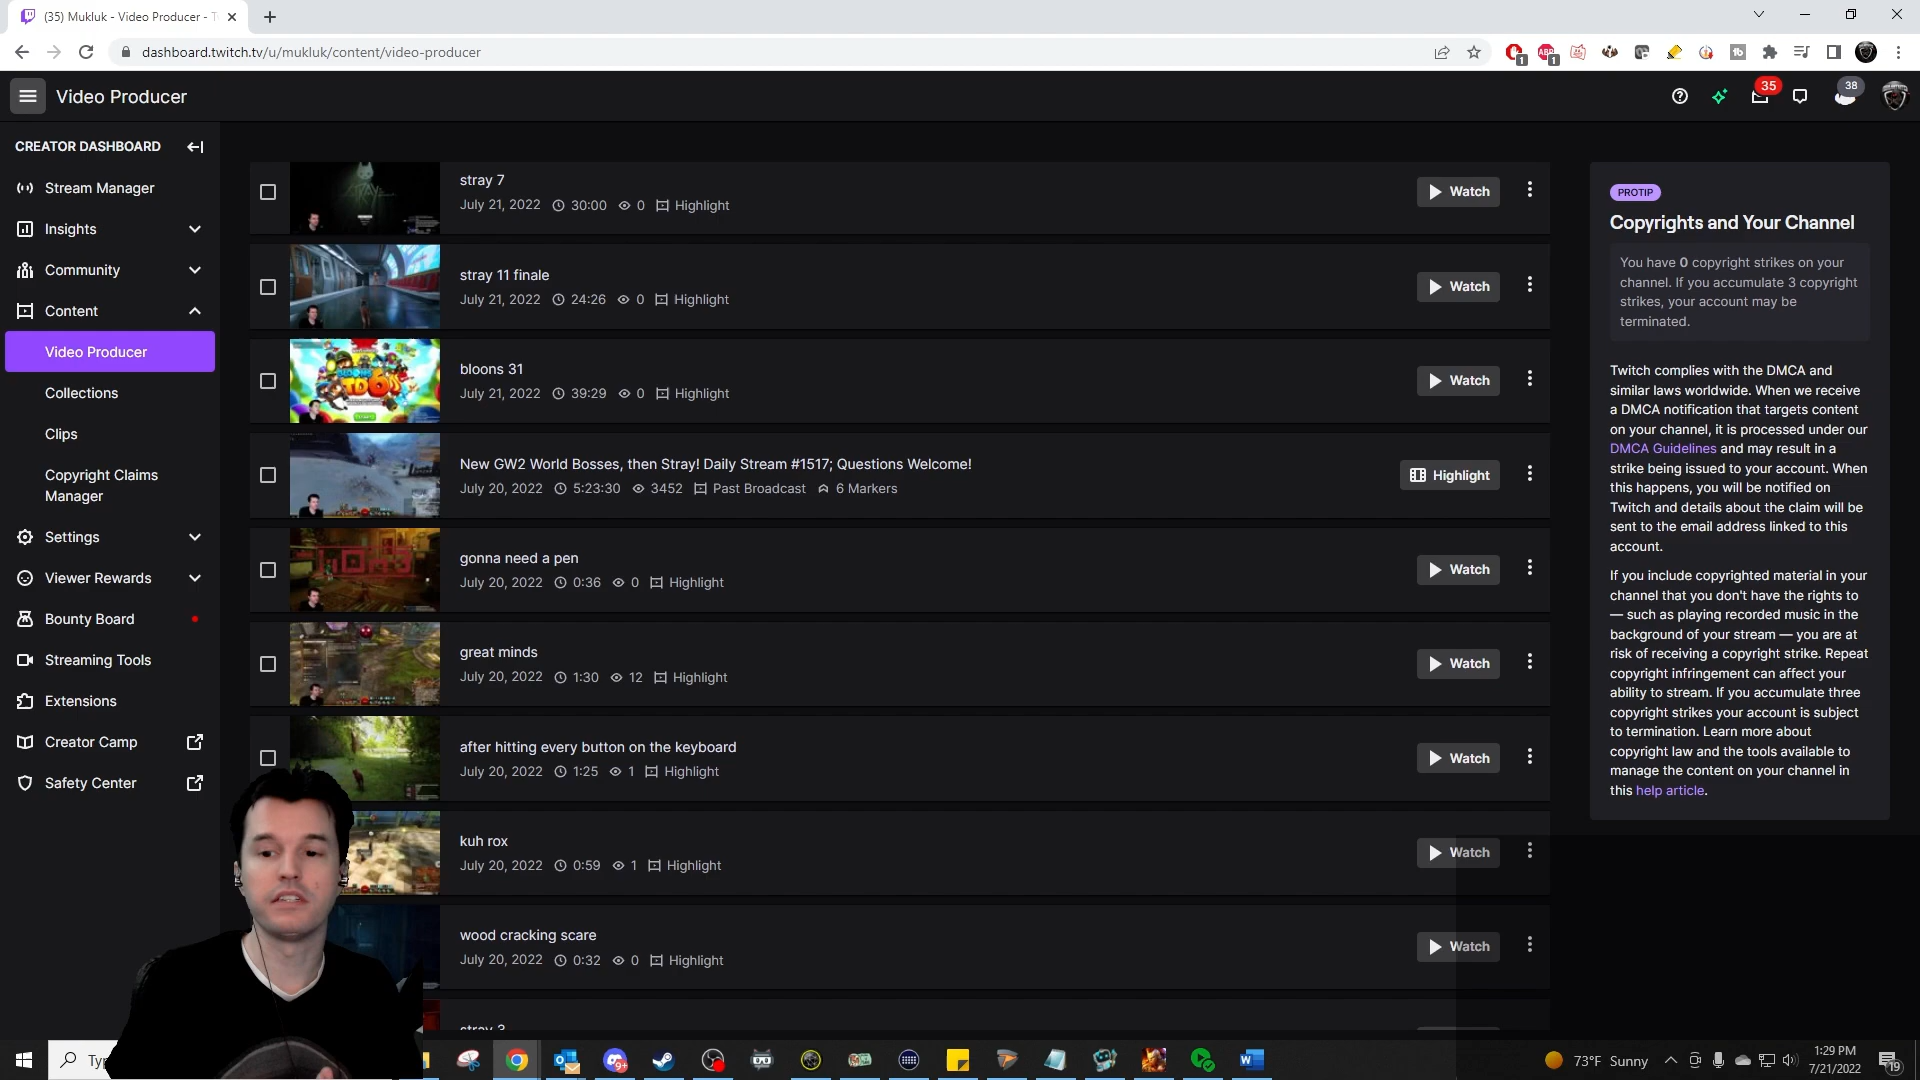 (35) Mukluk - Video Producer - T
dashboard.twitch.tv/u/mukluk/content/video-producer
1
1
Video Producer
35
38
CREATOR DASHBOARD
Stream Manager
Insights
Community
Content
Video Producer
Collections
Clips
Copyright Claims
Manager
Settings
Viewer Rewards
Bounty Board
Streaming Tools
Extensions
Creator Camp
Safety Center
stray 7
July 21, 2022 30:00 0 Highlight
Watch
stray 11 finale
July 21, 2022 24:26 0 Highlight
Watch
bloons 31
July 21, 2022 39:29 0 Highlight
Watch
New GW2 World Bosses, then Stray! Daily Stream #1517; Questions Welcome!
July 20, 2022 5:23:30 3452 Past Broadcast 6 Markers
Highlight
gonna need a pen
July 20, 2022 0:36 0 Highlight
Watch
great minds
July 20, 2022 1:30 12 Highlight
Watch
after hitting every button on the keyboard
July 20, 2022 1:25 1 Highlight
Watch
kuh rox
July 20, 2022 0:59 1 Highlight
Watch
wood cracking scare
July 20, 2022 0:32 0 Highlight
Watch
stray 3
PROTIP
Copyrights and Your Channel
You have 0 copyright strikes on your
channel. If you accumulate 3 copyright
strikes, your account may be
terminated.
Twitch complies with the DMCA and
similar laws worldwide. When we receive
a DMCA notification that targets content
on your channel, it is processed under our
DMCA Guidelines and may result in a
strike being issued to your account. When
this happens, you will be notified on
Twitch and details about the claim will be
sent to the email address linked to this
account.
If you include copyrighted material in your
channel that you don't have the rights to
— such as playing recorded music in the
background of your stream — you are at
risk of receiving a copyright strike. Repeat
copyright infringement can affect your
ability to stream. If you accumulate three
copyright strikes your account is subject
to termination. Learn more about
copyright law and the tools available to
manage the content on your channel in
this help article.
Ty
73°F Sunny
1:29 PM
7/21/2022
19